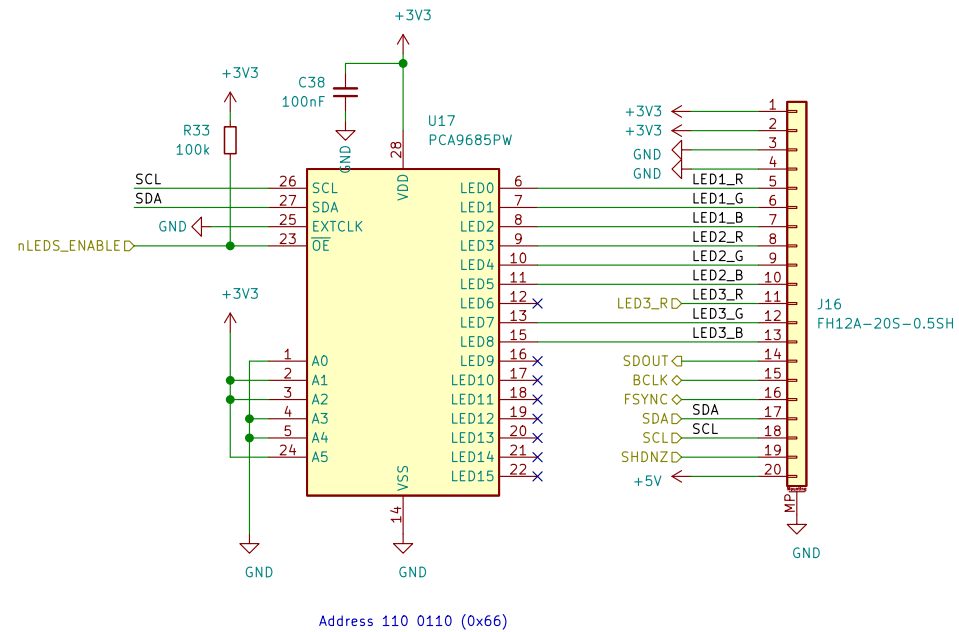 +3V3
+3V3
C38
100nF
GND
R33
100k
U17
PCA9685PW
28
VDD
SCL
26
SCL
SDA
27
SDA
GND
25
EXTCLK
nLEDS_ENABLE
23
OE
+3V3
1
A0
2
A1
3
A2
4
A3
5
A4
24
A5
GND
VSS
14
GND
LED0
6
LED1
7
LED2
8
LED3
9
LED4
10
LED5
11
LED6
12
LED7
13
LED8
15
LED9
16
LED10
17
LED11
18
LED12
19
LED13
20
LED14
21
LED15
22
+3V3
1
+3V3
2
GND
3
GND
4
LED1_R
5
LED1_G
6
LED1_B
7
LED2_R
8
LED2_G
9
LED2_B
10
LED3_R
LED3_R
11
LED3_G
12
LED3_B
13
SDOUT
14
BCLK
15
FSYNC
16
SDA
SDA
17
SCL
SCL
18
SHDNZ
19
+5V
20
J16
FH12A-20S-0.5SH
MP
GND
Address 110 0110 (0x66)